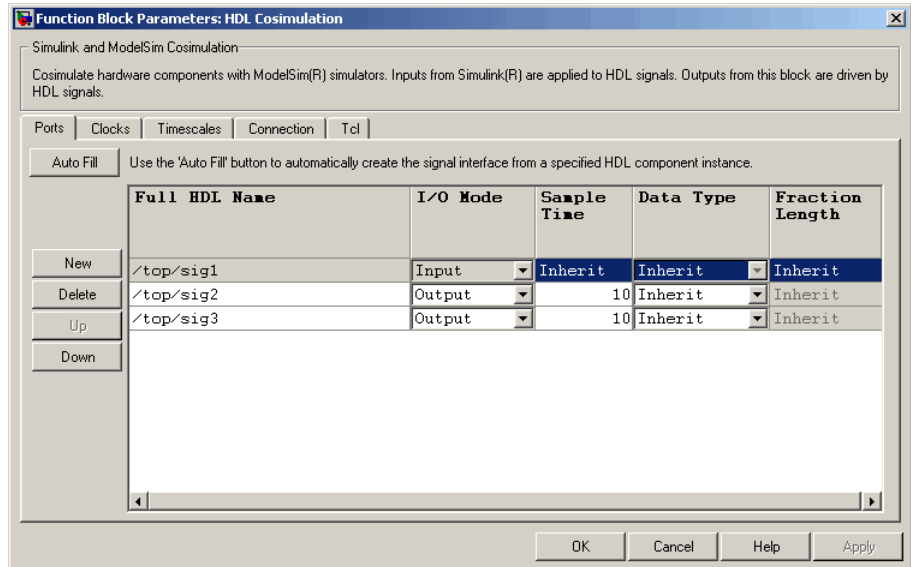 Function Block Parameters: HDL Cosimulation
Simulink and ModelSim Cosimulation
Cosimulate hardware components with ModelSim(R) simulators. Inputs from Simulink(R) are applied to HDL signals. Outputs from this block are driven by
HDL signals.
Ports Clocks Timescales Connection Tcl
Auto Fill Use the 'Auto Fill' button to automatically create the signal interface from a specified HDL component instance.
Full HDL Name I/O Mode Sample Time Data Type Fraction Length
New /top/sig1 Input Inherit Inherit Inherit
Delete /top/sig2 Output 10 Inherit Inherit
Up /top/sig3 Output 10 Inherit Inherit
Down
OK Cancel Help Apply